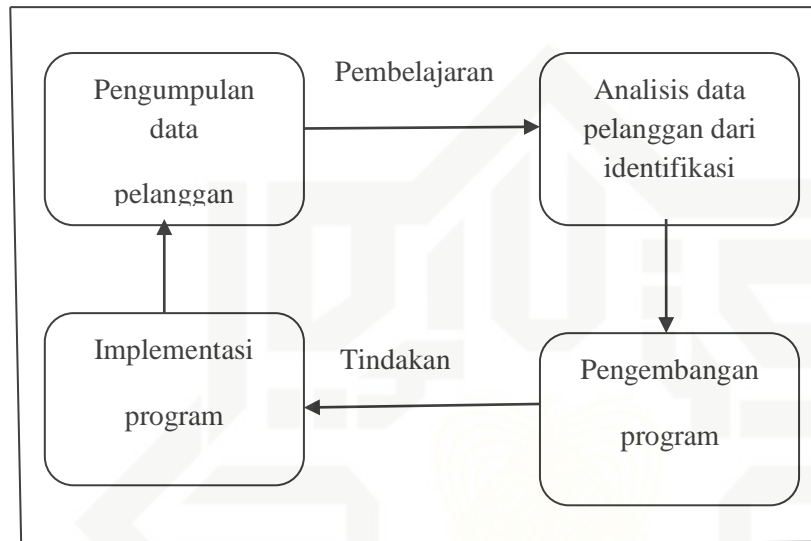 Pengumpulan
data
pelanggan
Pembelajaran
Analisis data
pelanggan dari
identifikasi
Implementasi
program
Tindakan
Pengembangan
program